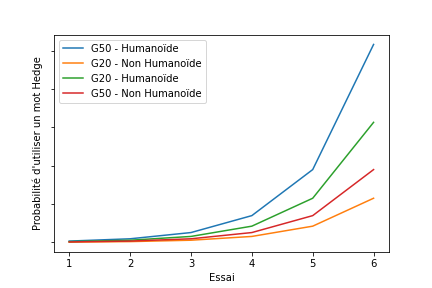 G50 - Humanoïde
G20 - Non Humanoïde
G20 - Humanoïde
G50 - Non Humanoïde
Probabilité d'utiliser un mot Hedge
1 2 3 4 5 6
Essai